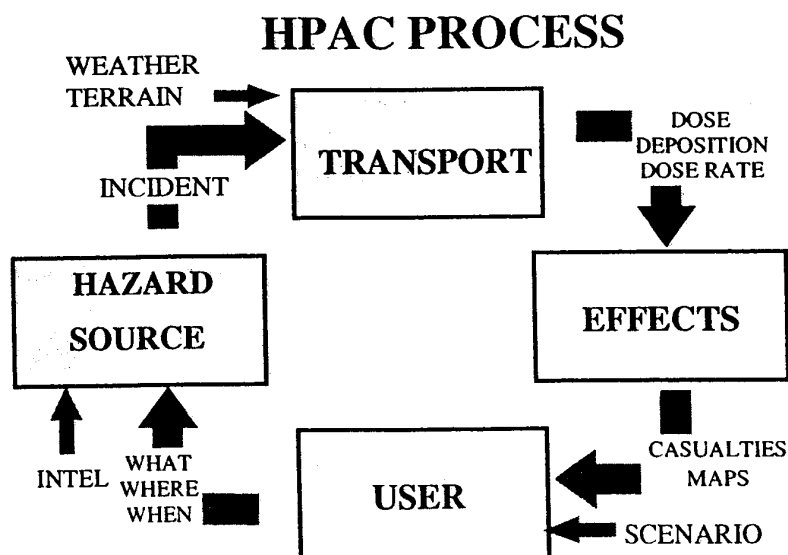 HPAC PROCESS
WEATHER
TERRAIN
TRANSPORT
DOSE
DEPOSITION
DOSE RATE
INCIDENT
HAZARD
SOURCE
EFFECTS
INTEL
WHAT
WHERE
WHEN
USER
CASUALTIES
MAPS
SCENARIO